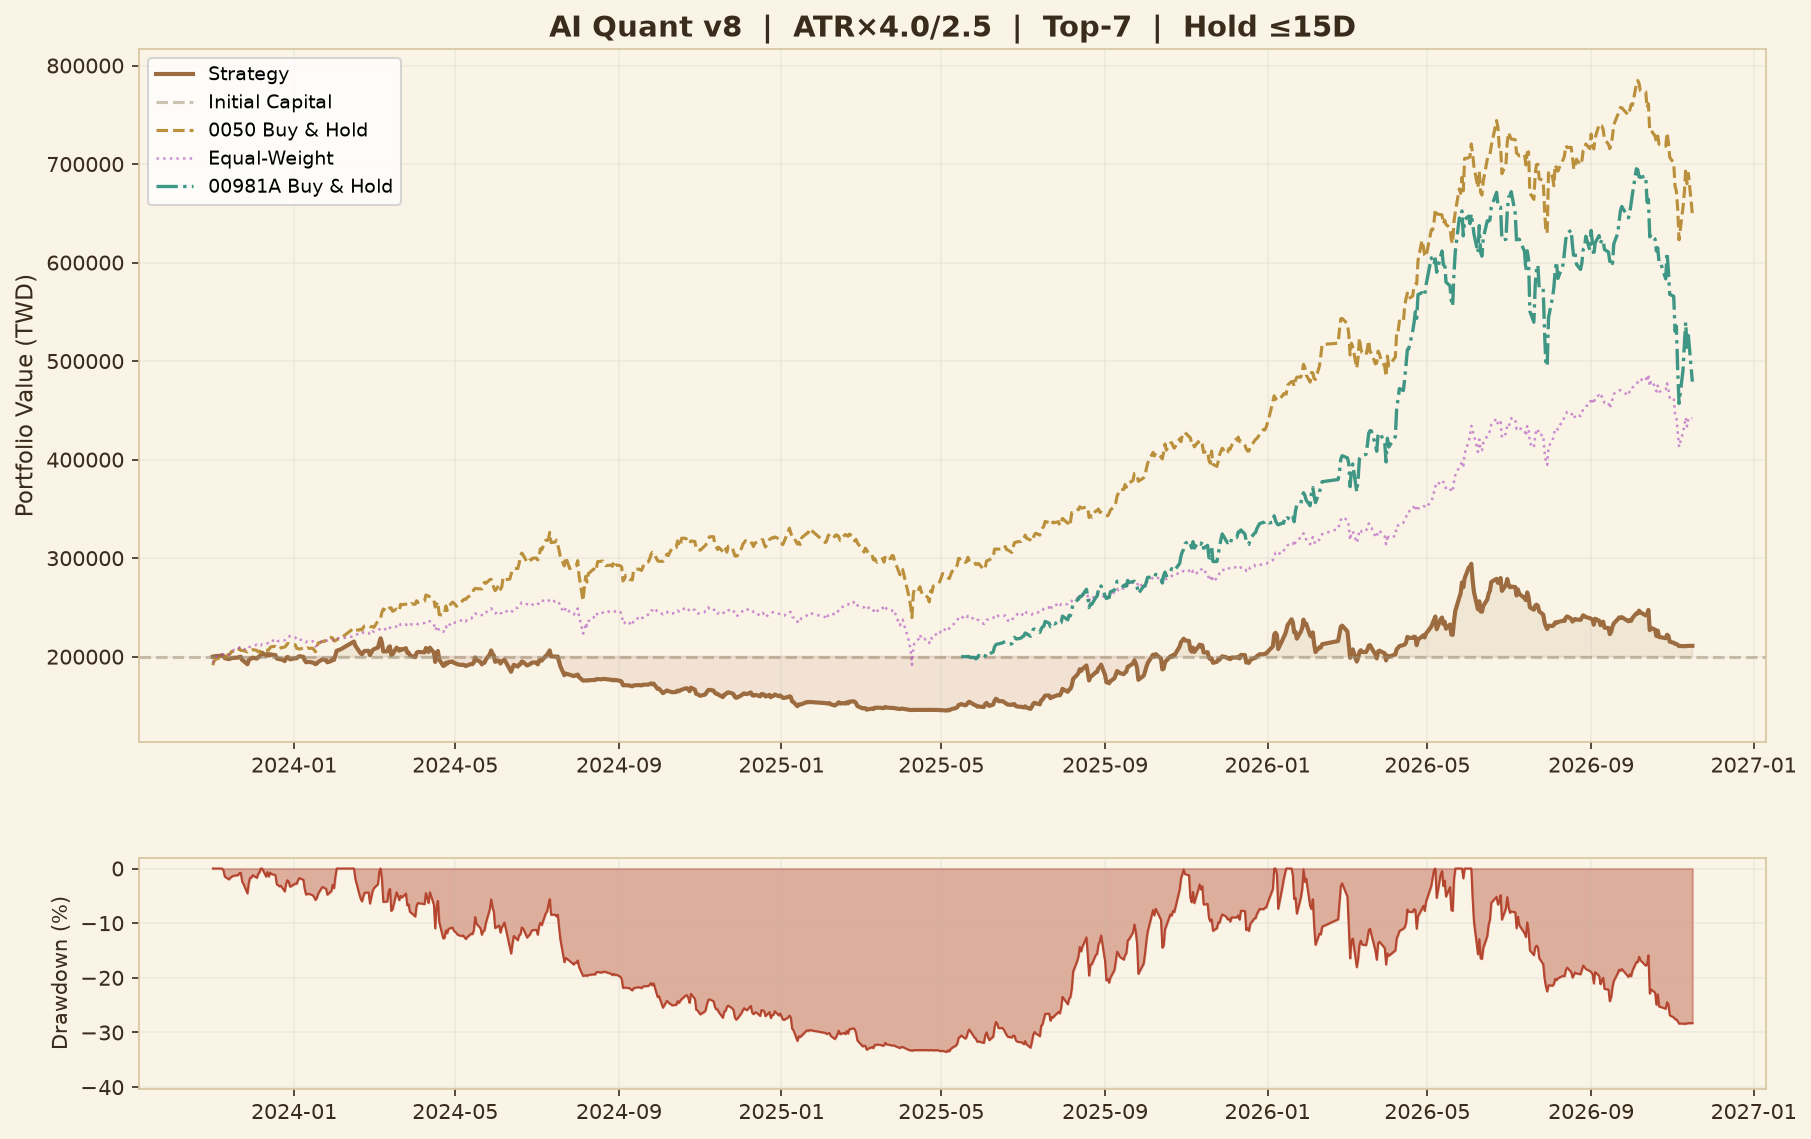 AI Quant v8 | ATR×4.0/2.5 | Top-7 | Hold ≤15D
Strategy
Initial Capital
0050 Buy & Hold
Equal-Weight
00981A Buy & Hold
Portfolio Value (TWD)
800000
700000
600000
500000
400000
300000
200000
2024-01 2024-05 2024-09 2025-01 2025-05 2025-09 2026-01 2026-05 2026-09 2027-01
Drawdown (%)
0
−10
−20
−30
−40
2024-01 2024-05 2024-09 2025-01 2025-05 2025-09 2026-01 2026-05 2026-09 2027-01